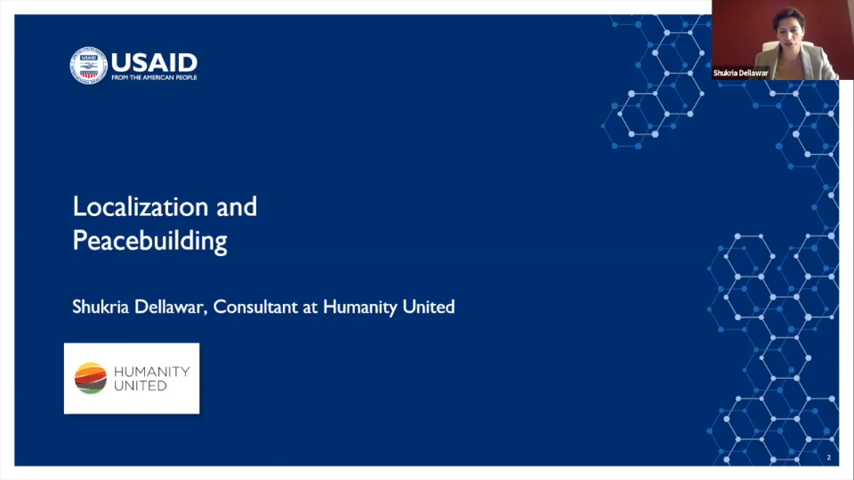 USAID
USAID
FROM THE AMERICAN PEOPLE
Shukria Dellawar
Localization and
Peacebuilding
Shukria Dellawar, Consultant at Humanity United
HUMANITY
UNITED
2